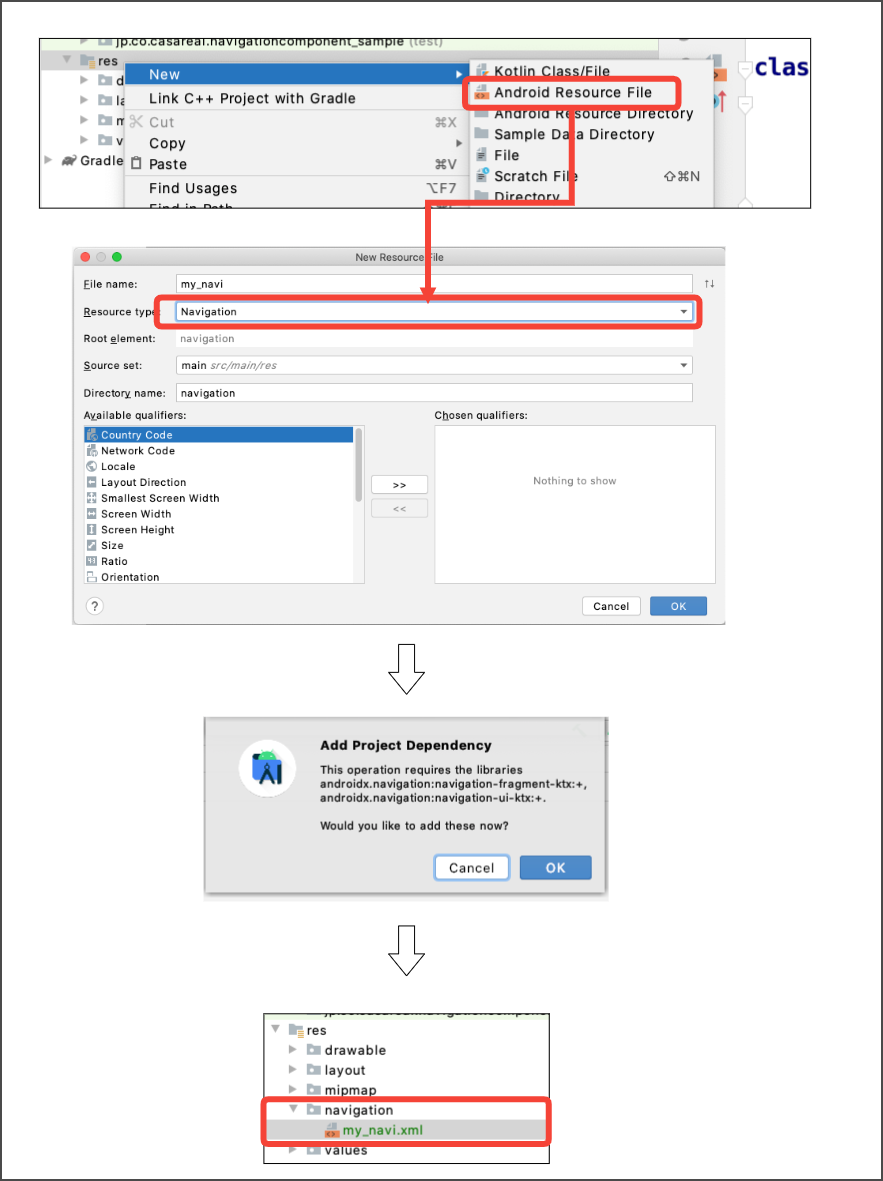 jp.co.casareal.navigationcomponent_sample (test)
res
New
Kotlin Class/File
clas
Link C++ Project with Gradle
Android Resource File
Android Resource Directory
Cut ⌘X
Sample Data Directory
Copy
File
Gradle
Paste ⌘V
Scratch File ⇧⌘N
Find Usages ⌥F7
Directory
Find in Path
New Resource File
File name: my_navi
Resource type: Navigation
Root element: navigation
Source set: main src/main/res
Directory name: navigation
Available qualifiers:
Chosen qualifiers:
Country Code
Network Code
Locale
Layout Direction
Smallest Screen Width
Screen Width
Screen Height
Size
Ratio
Orientation
>>
<<
Nothing to show
?
Cancel
OK
Add Project Dependency
This operation requires the libraries
androidx.navigation:navigation-fragment-ktx:+,
androidx.navigation:navigation-ui-ktx:+.
Would you like to add these now?
Cancel
OK
res
drawable
layout
mipmap
navigation
my_navi.xml
values